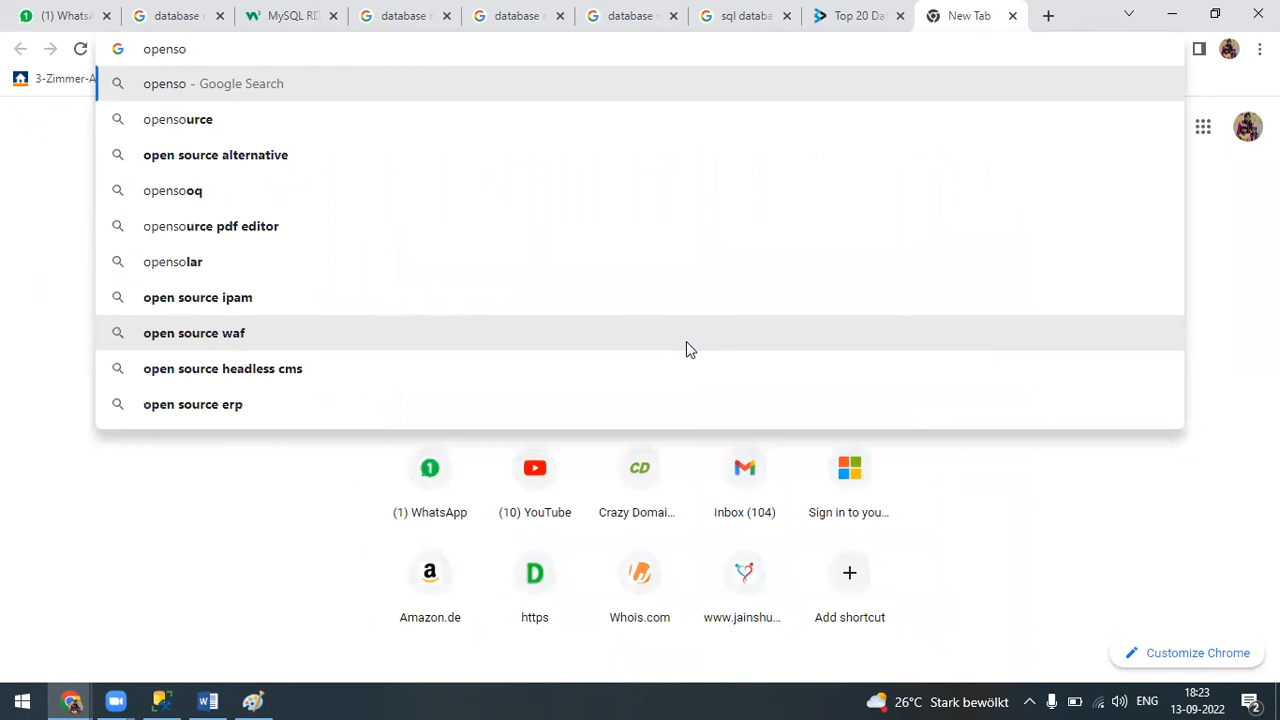 (1) WhatsA
database
MySQL RD
database r
database r
database
sql databa
Top 20 Da
New Tab
openso
3-Zimmer-A
openso - Google Search
opensource
open source alternative
opensooq
opensource pdf editor
opensolar
open source ipam
open source waf
open source headless cms
open source erp
(1) WhatsApp
(10) YouTube
Crazy Domai...
Inbox (104)
Sign in to you...
Amazon.de
https
Whois.com
www.jainshu...
Add shortcut
Customize Chrome
26°C Stark bewölkt
ENG
18:23
13-09-2022
2